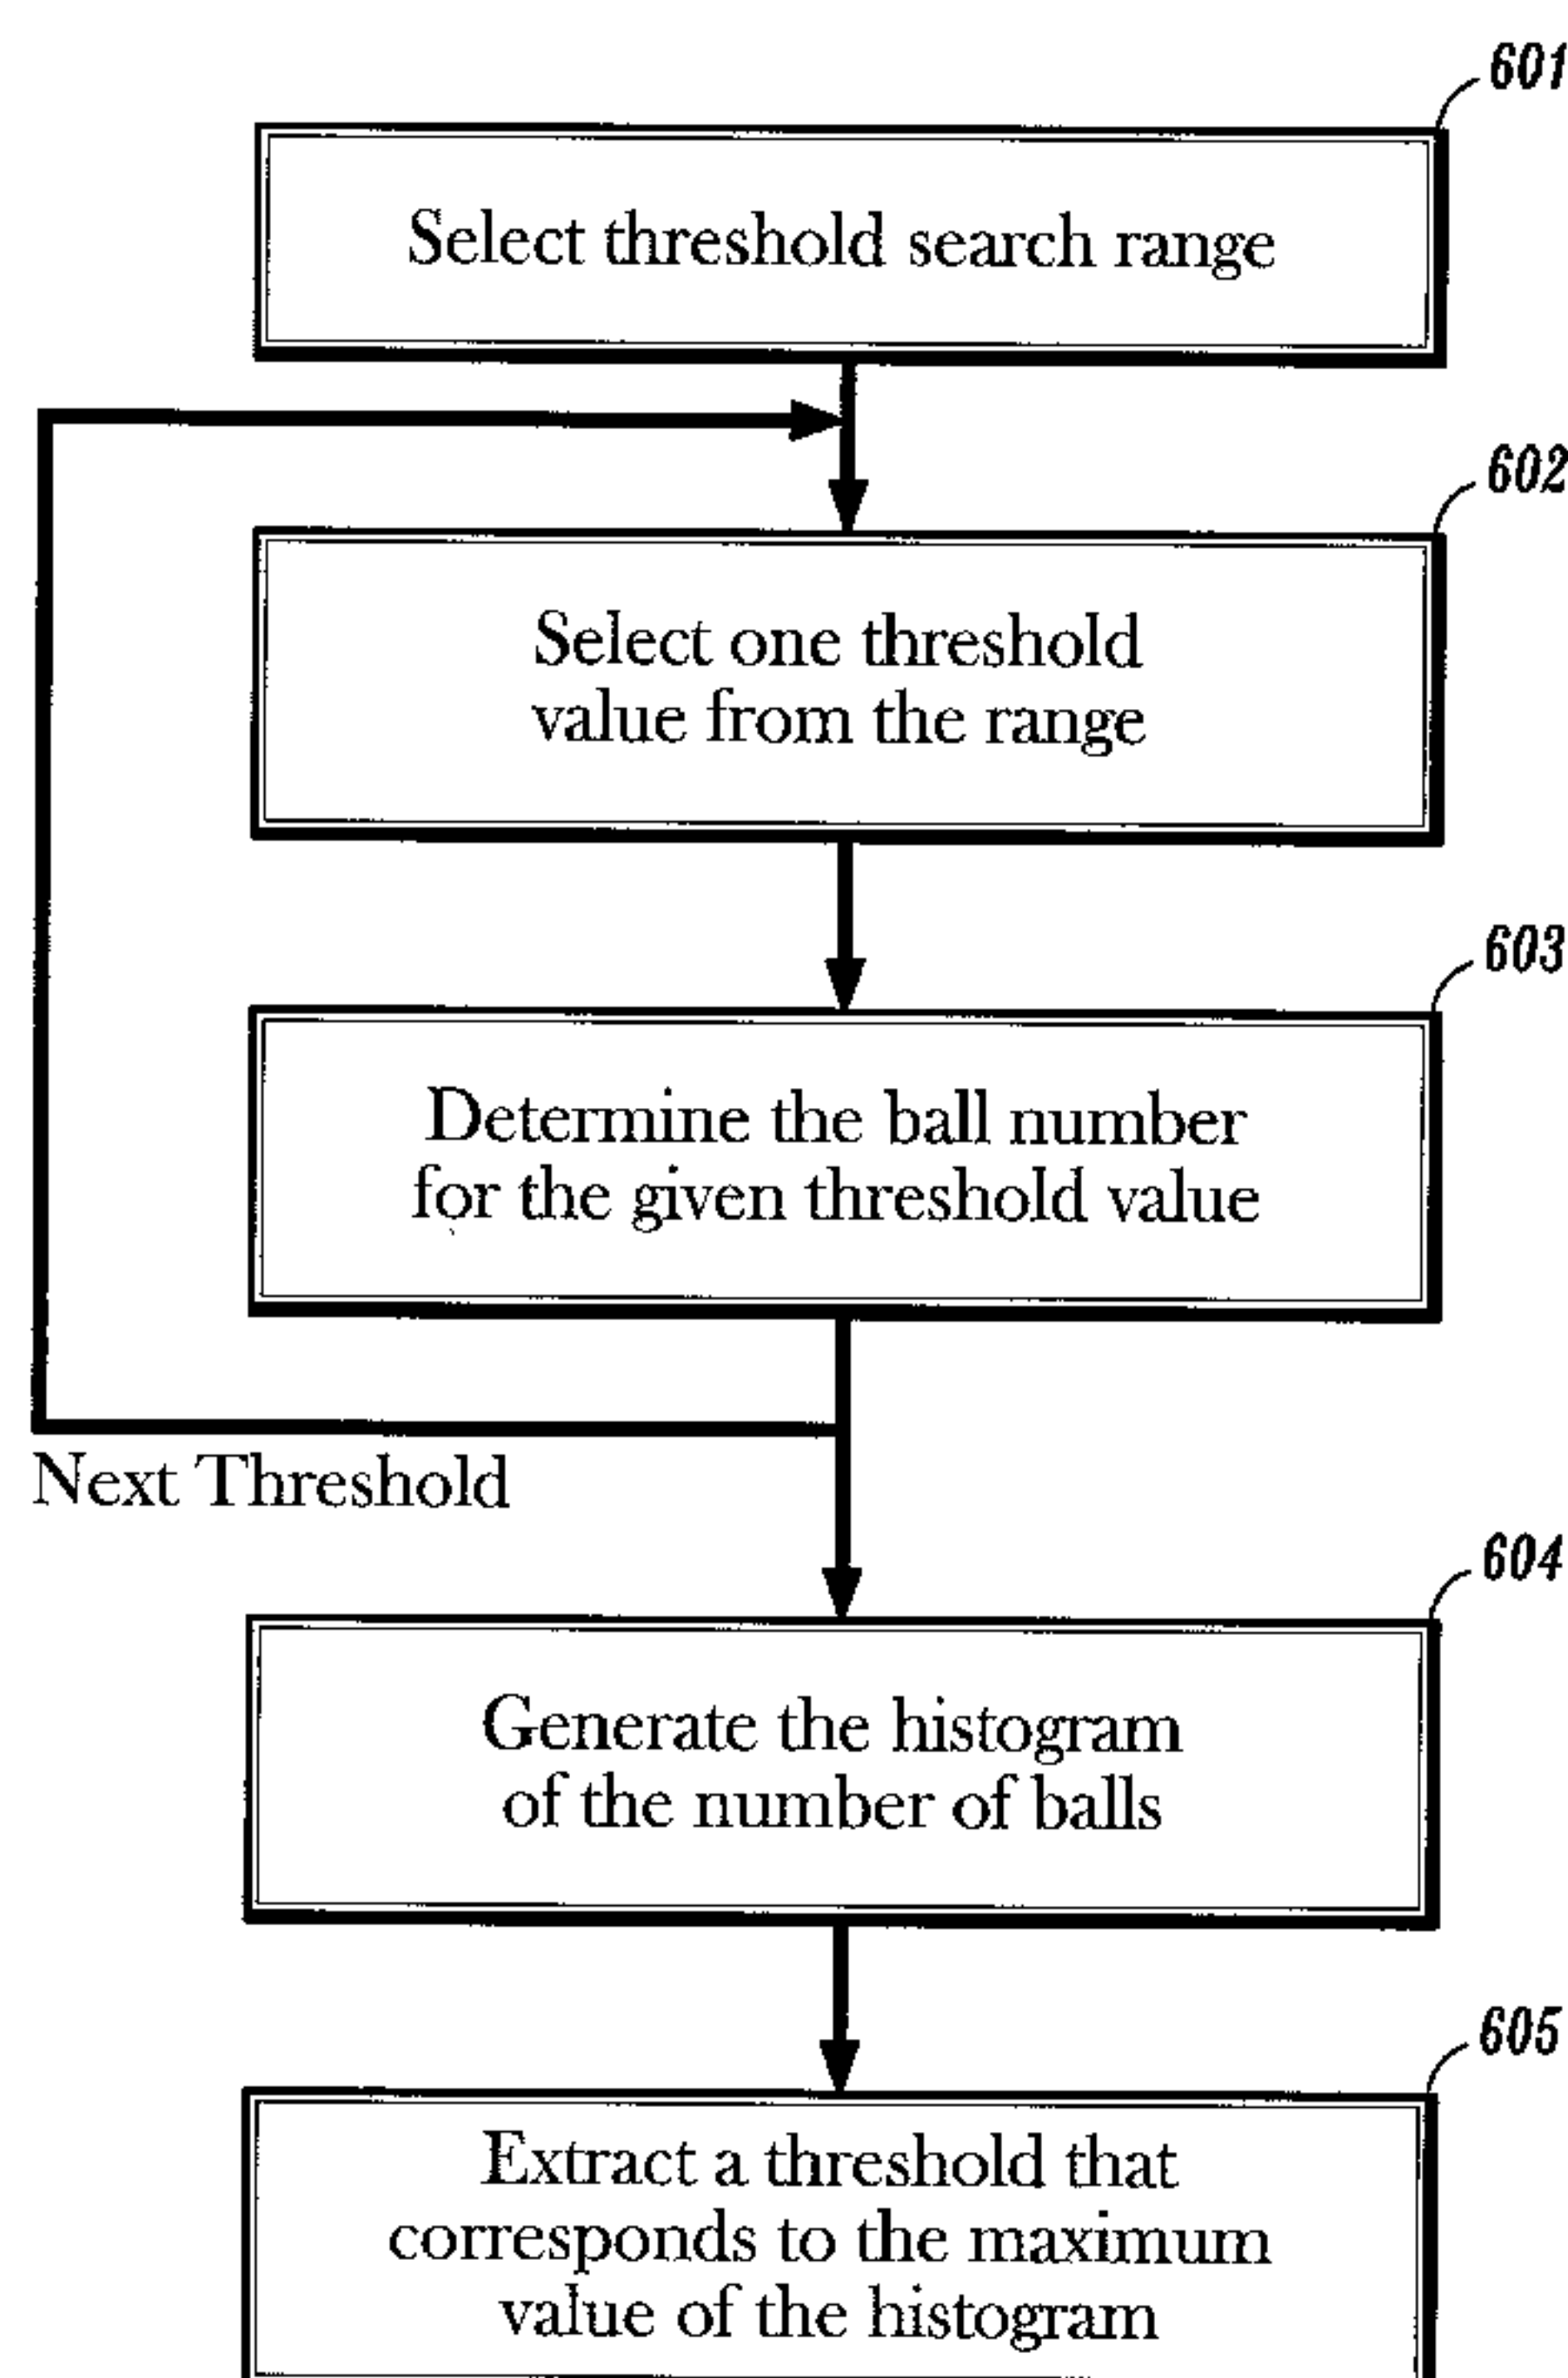 601
Select threshold search range
602
Select one threshold
value from the range
603
Determine the ball number
for the given threshold value
Next Threshold
604
Generate the histogram
of the number of balls
605
Extract a threshold that
corresponds to the maximum
value of the histogram